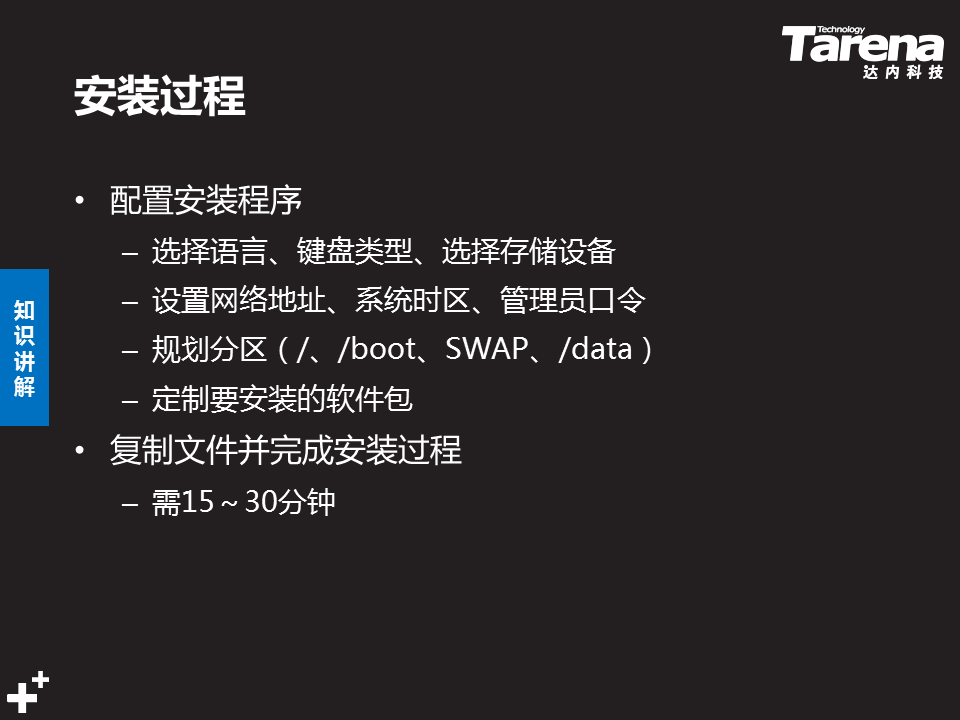 Technology
Tarena
达内科技
安装过程
• 配置安装程序
– 选择语言、键盘类型、选择存储设备
– 设置网络地址、系统时区、管理员口令
– 规划分区（/、/boot、SWAP、/data）
– 定制要安装的软件包
• 复制文件并完成安装过程
– 需15～30分钟
知
识
讲
解